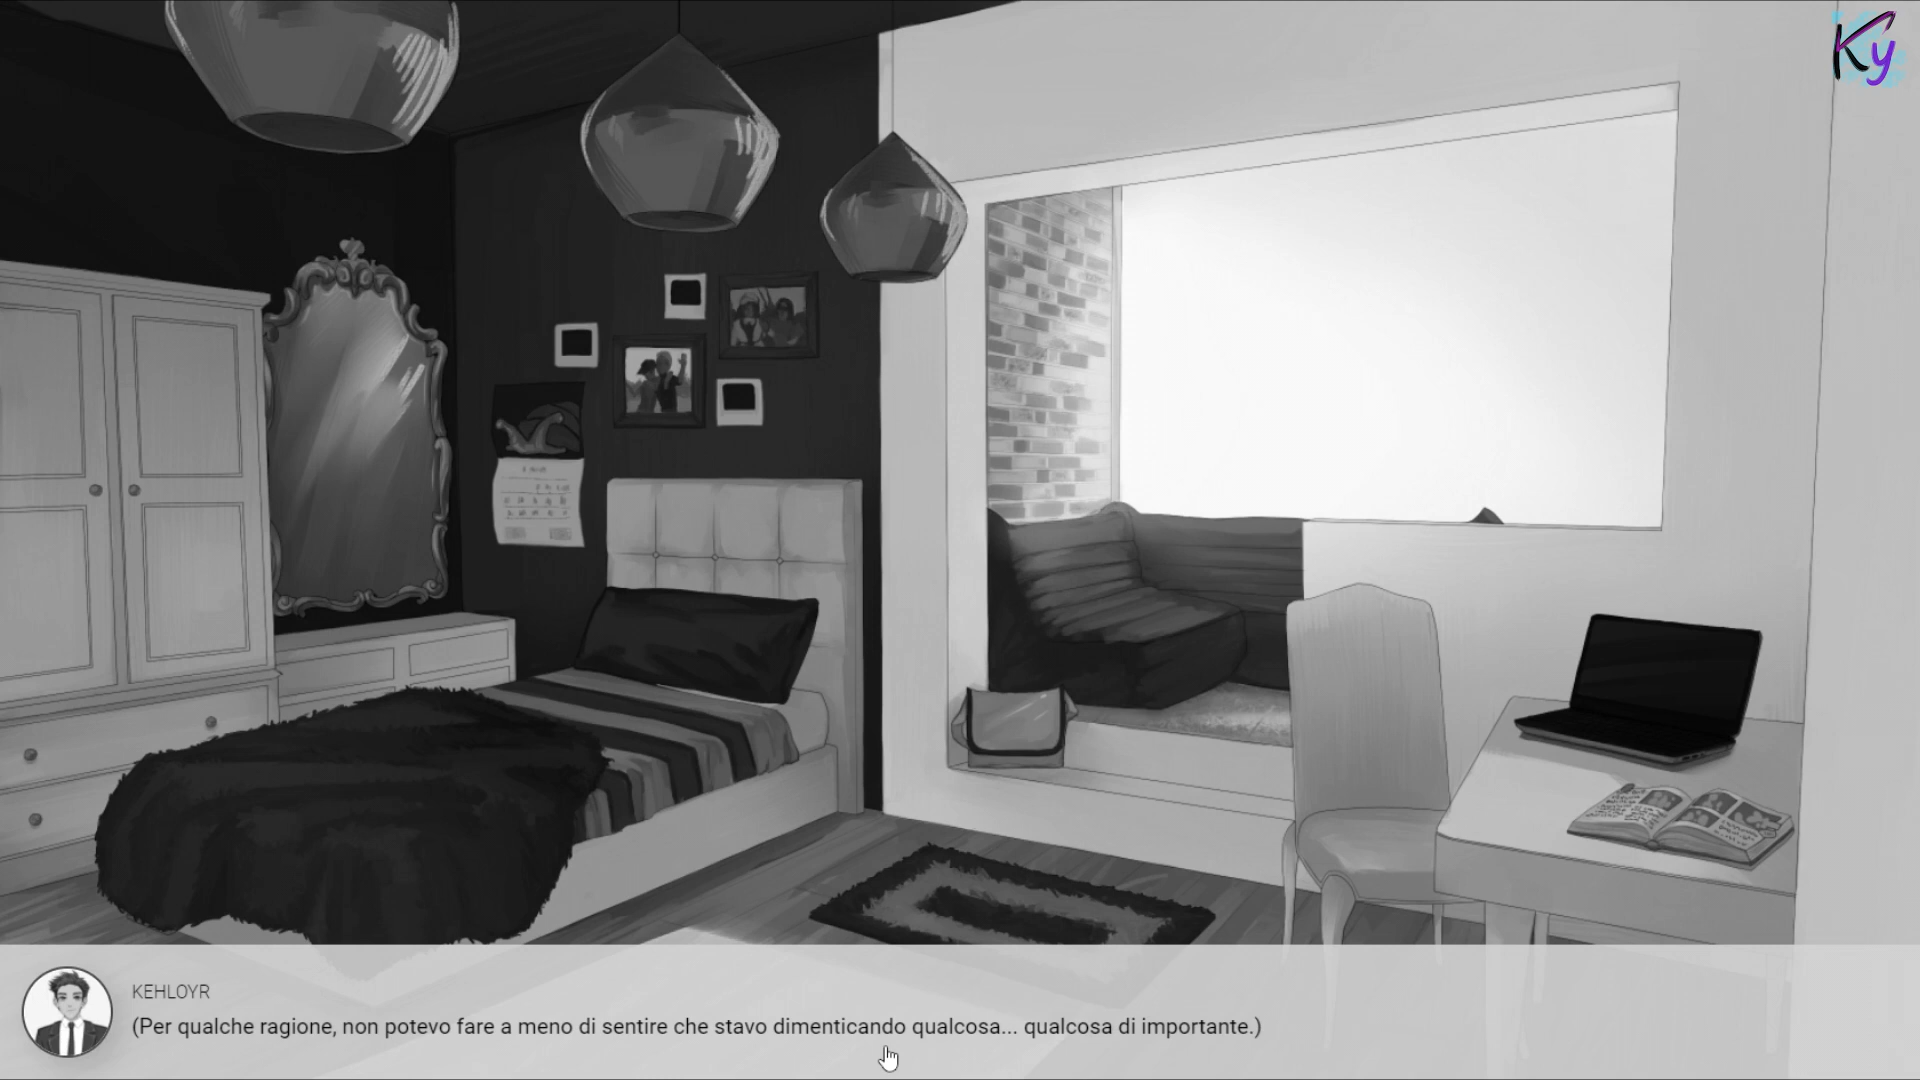 Ky
KEHLOYR
(Per qualche ragione, non potevo fare a meno di sentire che stavo dimenticando qualcosa... qualcosa di importante.)